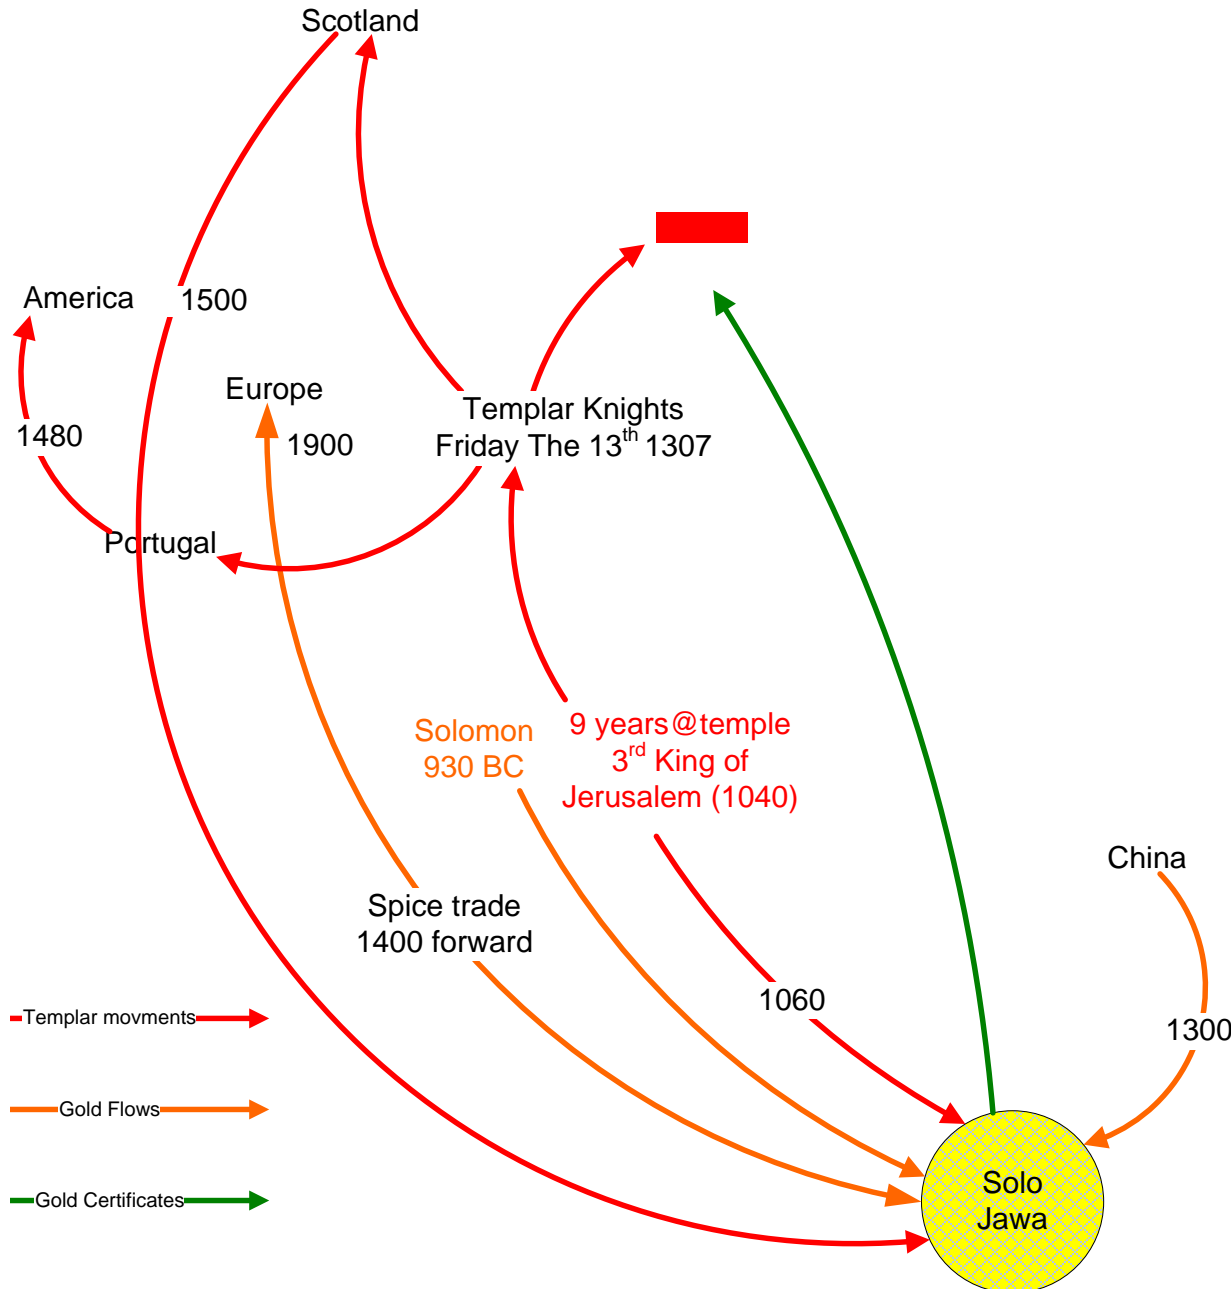 Scotland
America
1500
Europe
1480
1900
Templar Knights
Friday The 13th 1307
Portugal
Solomon
930 BC
9 years@temple
3rd King of
Jerusalem (1040)
China
Spice trade
1400 forward
1060
1300
Templar movments
Gold Flows
Gold Certificates
Solo
Jawa